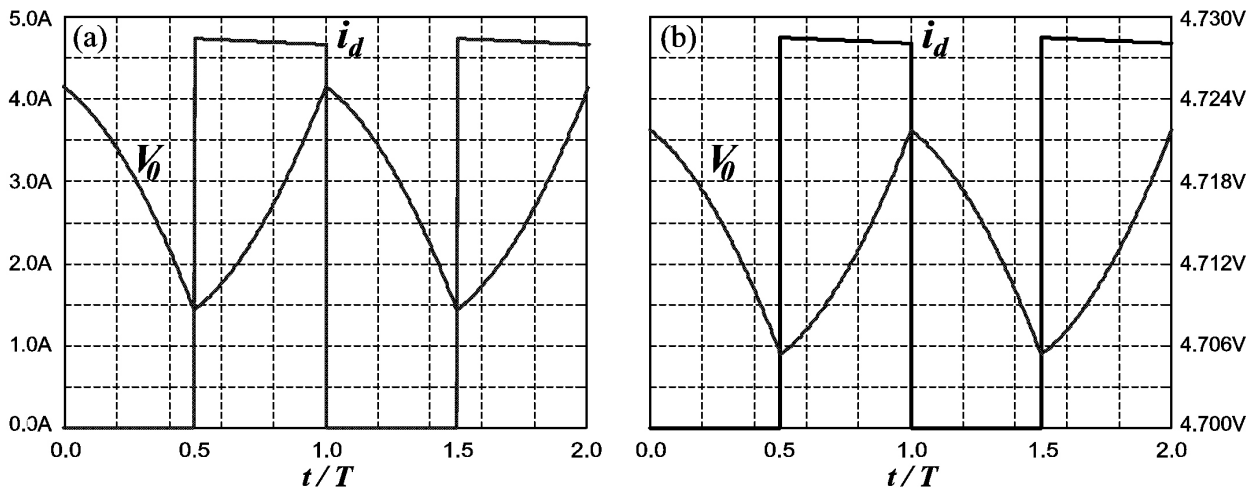 5.0A
4.0A
3.0A
2.0A
1.0A
0.0A
(a)
i_d
V_0
0.0
0.5
1.0
1.5
2.0
t / T
(b)
i_d
V_0
0.0
0.5
1.0
1.5
2.0
t / T
4.730V
4.724V
4.718V
4.712V
4.706V
4.700V